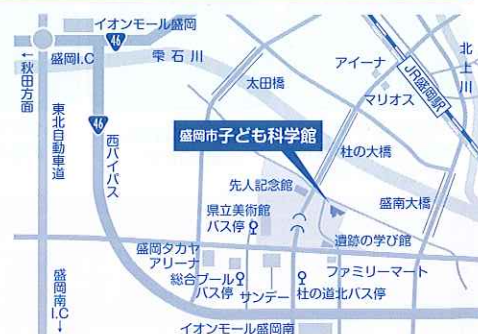 イオンモール盛岡
46
盛岡I.C
雫石川
←秋田方面
太田橋
アイーナ
マリオス
JR盛岡駅
北上川
46
西バイパス
東北自動車道
盛岡市子ども科学館
杜の大橋
先人記念館
盛南大橋
県立美術館
バス停
遺跡の学び館
盛岡タカヤ
アリーナ
総合プール
バス停
サンデー
ファミリーマート
杜の道北バス停
盛岡南I.C→
イオンモール盛岡南